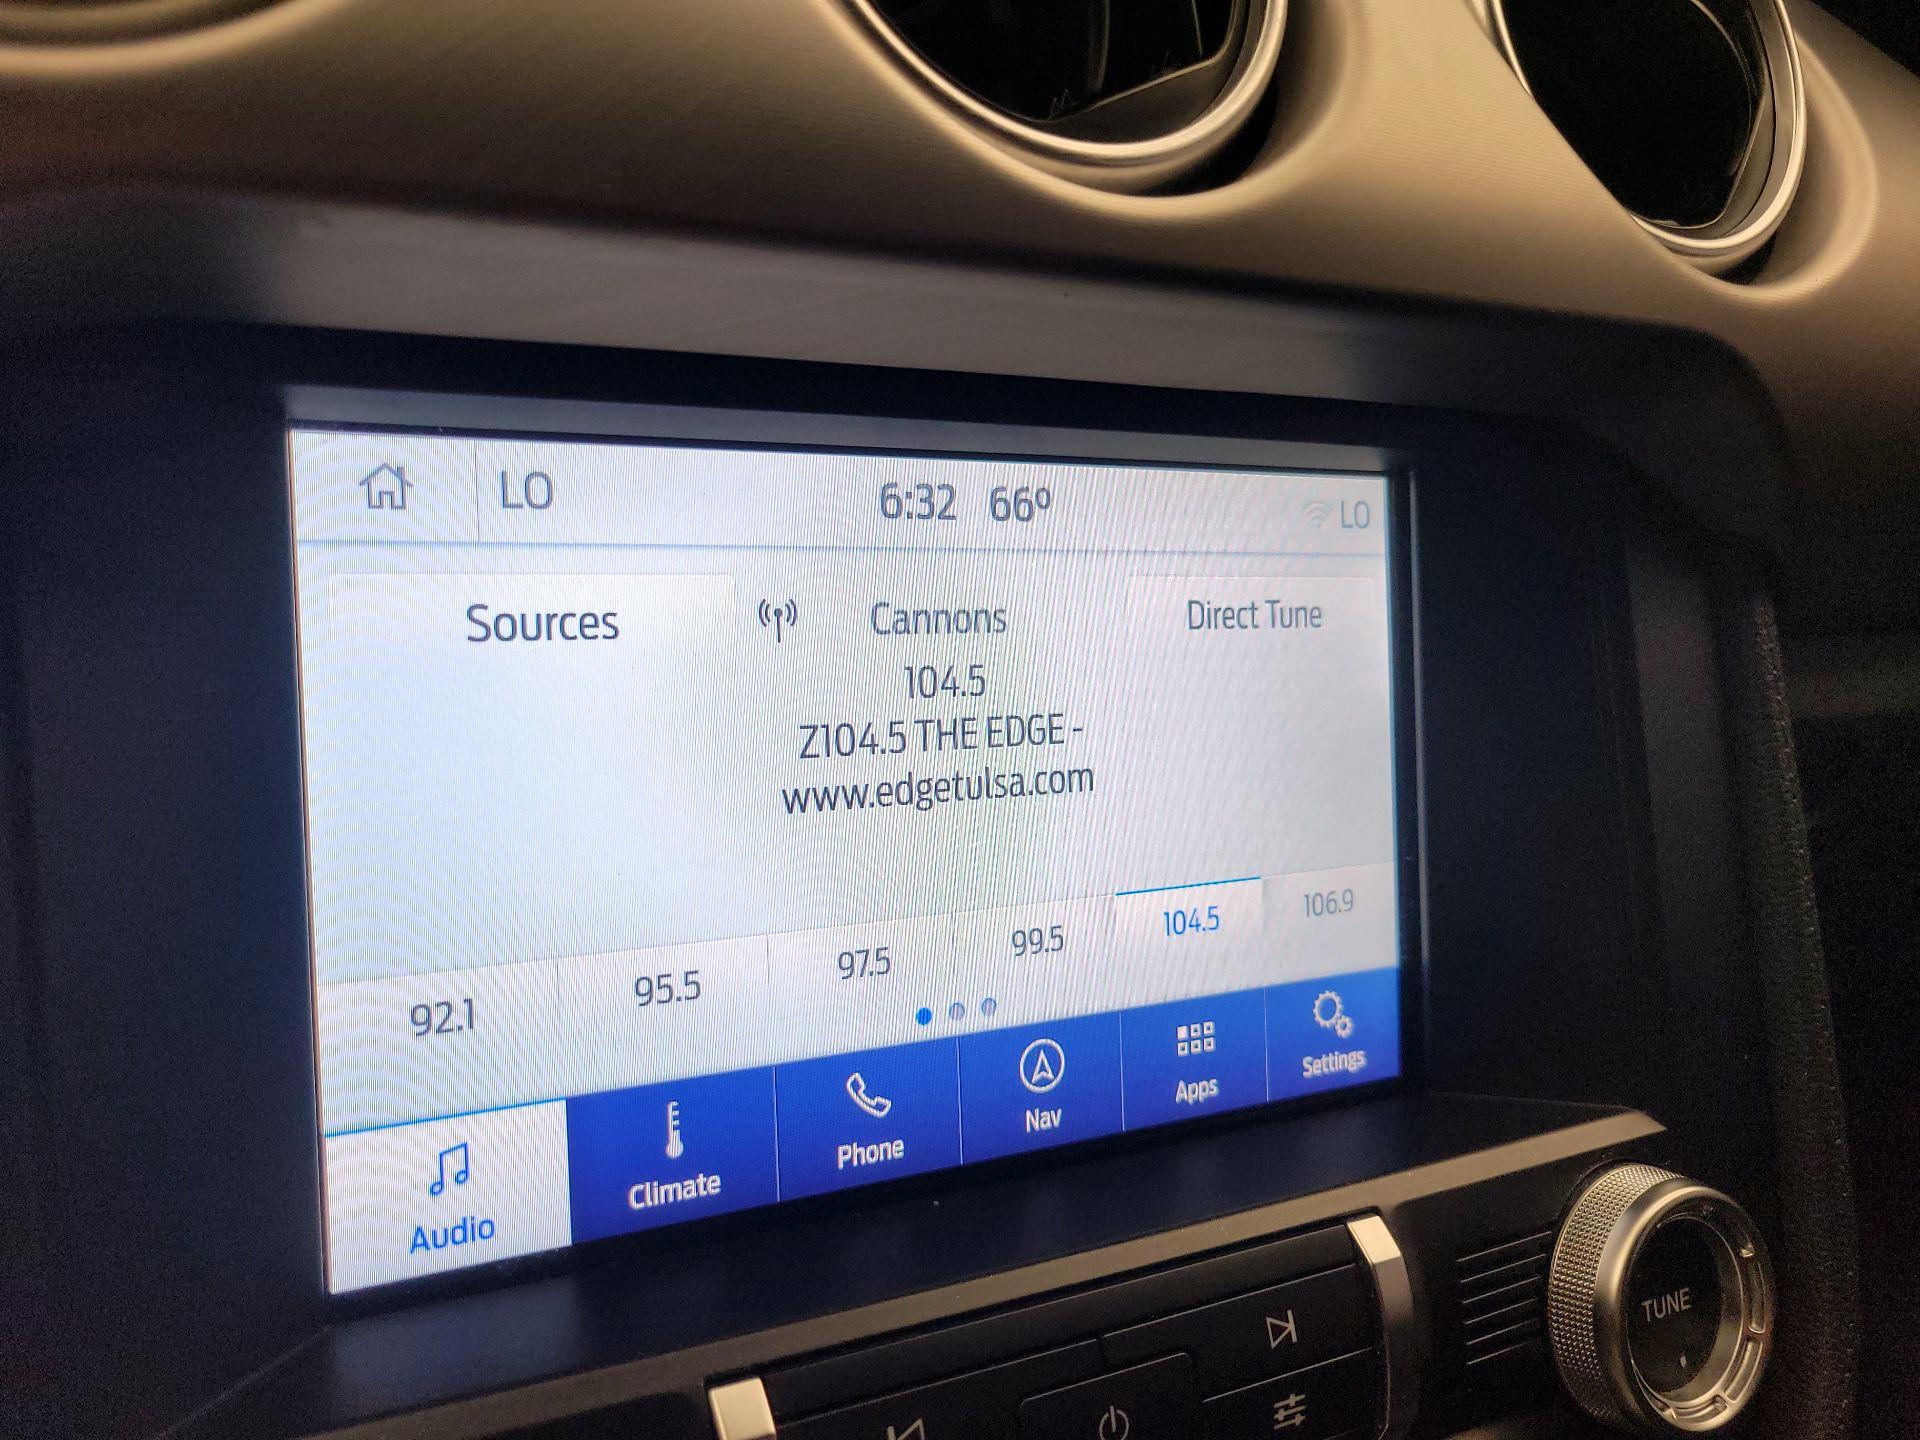 LO
6:32 66º
LO
Sources
Cannons
Direct Tune
104.5
Z104.5 THE EDGE -
www.edgetulsa.com
92.1
95.5
97.5
99.5
104.5
106.9
Audio
Climate
Phone
Nav
Apps
Settings
TUNE